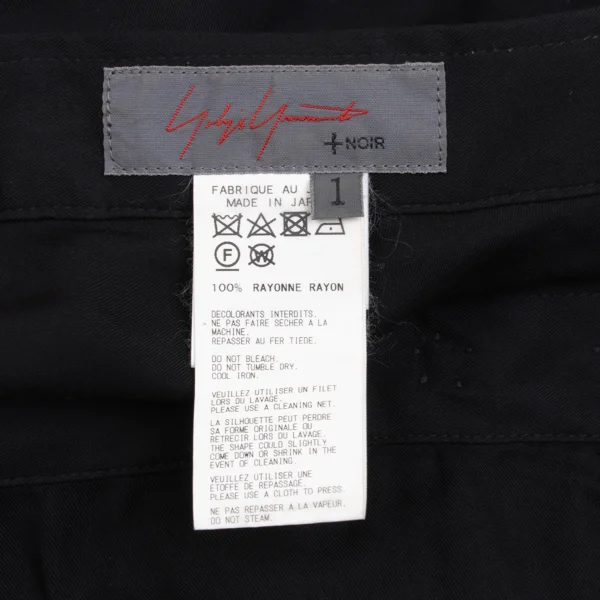 Yohji Yamamoto
+NOIR
1
FABRIQUE AU
MADE IN JAP
100% RAYONNE RAYON
DECOLORANTS INTERDITS.
NE PAS FAIRE SECHER A LA
MACHINE.
REPASSER AU FER TIEDE.
DO NOT BLEACH.
DO NOT TUMBLE DRY.
COOL IRON.
VEUILLEZ UTILISER UN FILET
LORS DU LAVAGE.
PLEASE USE A CLEANING NET.
LA SILHOUETTE PEUT PERDRE
SA FORME ORIGINALE OU
RETRECIR LORS DU LAVAGE.
THE SHAPE COULD SLIGHTLY
COME DOWN OR SHRINK IN THE
EVENT OF CLEANING.
VEUILLEZ UTILISER UNE
ETOFFE DE REPASSAGE.
PLEASE USE A CLOTH TO PRESS.
NE PAS REPASSER A LA VAPEUR.
DO NOT STEAM.